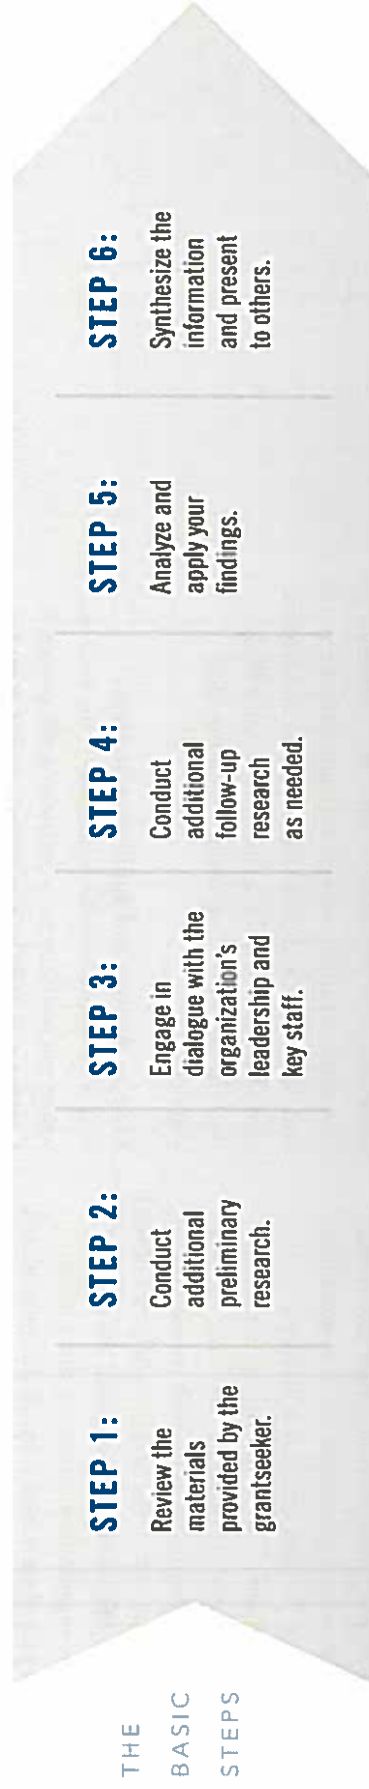 THE
BASIC
STEPS
STEP 1:
Review the
materials
provided by the
grantseeker.
STEP 2:
Conduct
additional
preliminary
research.
STEP 3:
Engage in
dialogue with the
organization's
leadership and
key staff.
STEP 4:
Conduct
additional
follow-up
research
as needed.
STEP 5:
Analyze and
apply your
findings.
STEP 6:
Synthesize the
information
and present
to others.